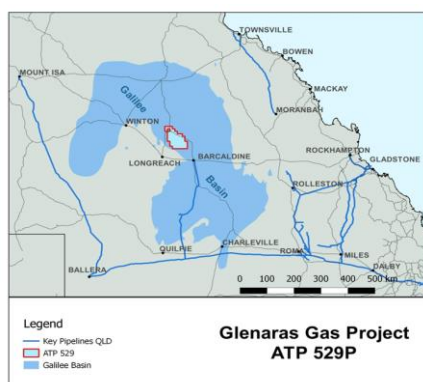 TOWNSVILLE
BOWEN
MOUNT ISA
MACKAY
Galilee
MORANBAH
WINTON
ROCKHAMPTON
LONGREACH
BARCALDINE
GLADSTONE
Basin
ROLLESTON
CHARLEVILLE
QUILPIE
ROMA
MILES
BALLERA
DALBY
0 100 200 300 400 500 km
Legend
Key Pipelines QLD
ATP 529
Galilee Basin
Glenaras Gas Project
ATP 529P